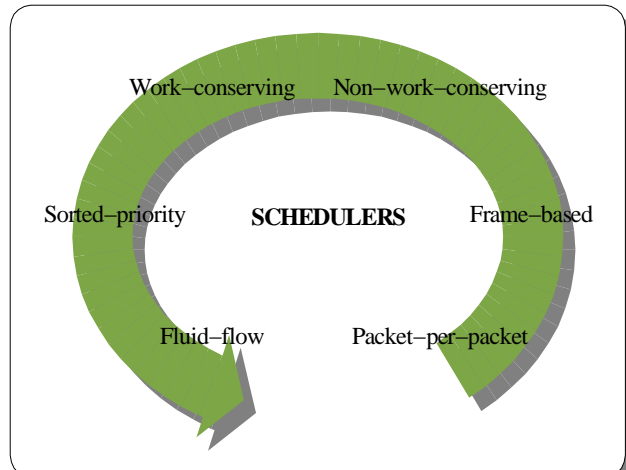 Work–conserving Non–work–conserving
Sorted–priority SCHEDULERS Frame–based
Fluid–flow Packet–per–packet